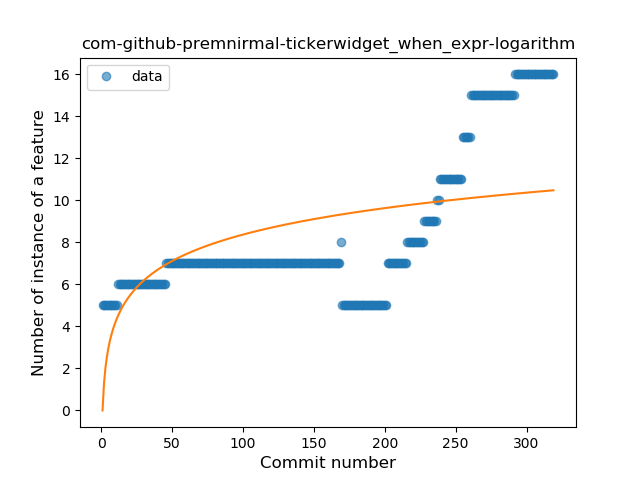 com-github-premnirmal-tickerwidget_when_expr-logarithm
data
Number of instance of a feature
16
14
12
10
8
6
4
2
0
0 50 100 150 200 250 300
Commit number